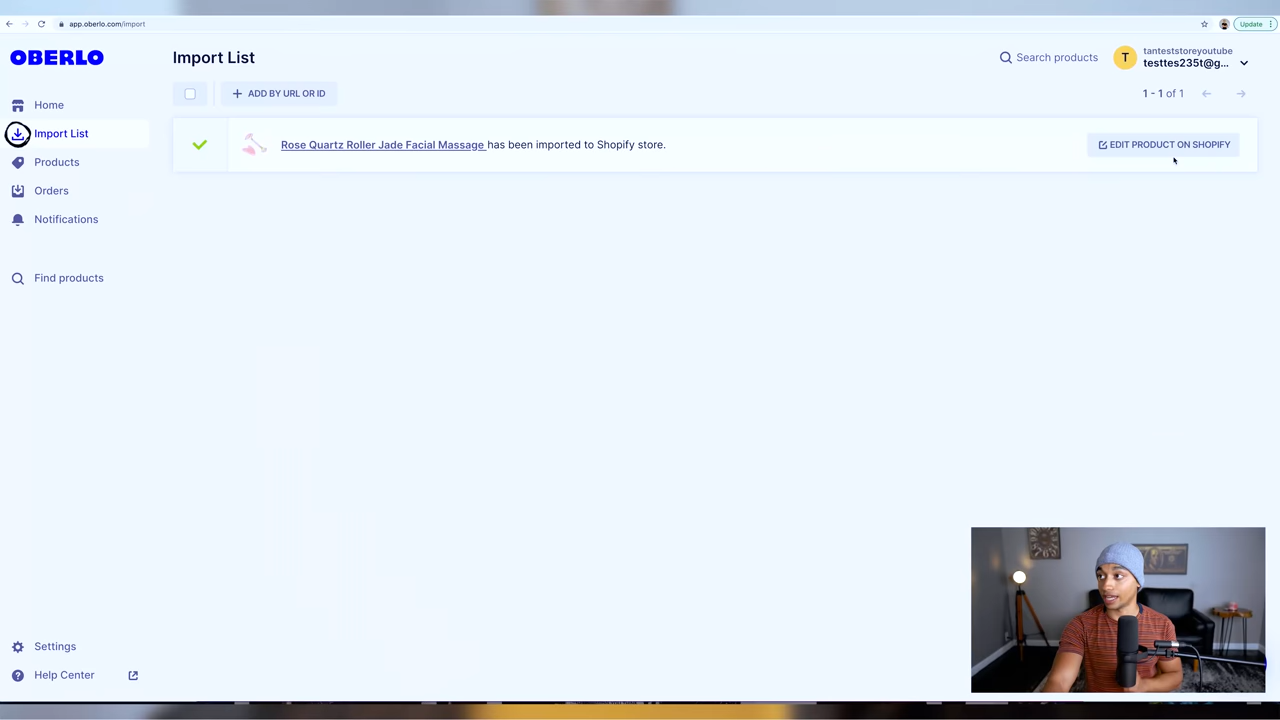 app.oberlo.com/import
Update
OBERLO
Import List
Search products
T
tanteststoreyoutube
testtes235t@g...
Home
Import List
Products
Orders
Notifications
Find products
Settings
Help Center
+ ADD BY URL OR ID
1 - 1 of 1
Rose Quartz Roller Jade Facial Massage has been imported to Shopify store.
EDIT PRODUCT ON SHOPIFY